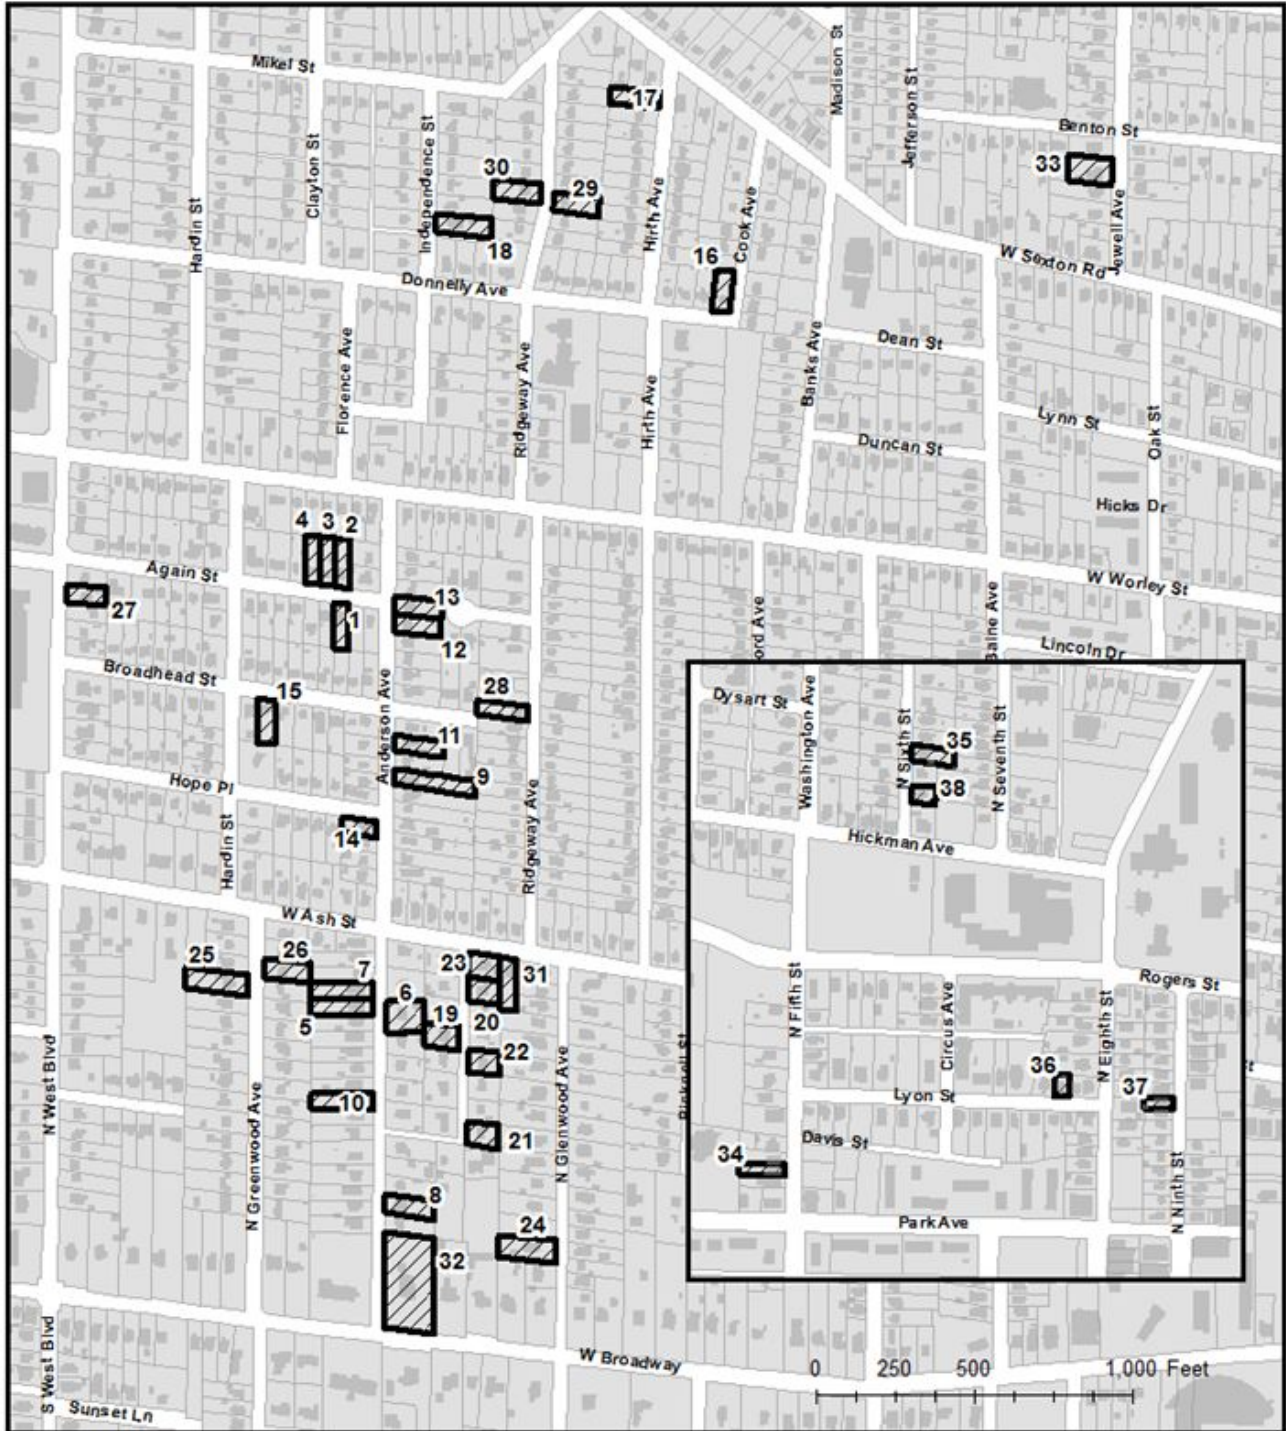 Mikel St
Clayton St
Hardin St
Independence St
Madison St
Jefferson St
Benton St
17
33
30
29
18
Hirth Ave
Cook Ave
Jewell Ave
16
W Sexton Rd
Donnelly Ave
Dean St
Florence Ave
Ridgeway Ave
Hirth Ave
Banks Ave
Lynn St
Oak St
Duncan St
Hicks Dr
4 3 2
Again St
W Worley St
27
1
13
12
ord Ave
Baine Ave
Lincoln Dr
Broadhead St
15
28
Anderson Ave
11
9
Hope Pl
14
Hardin St
Ridgeway Ave
W Ash St
Dysart St
Washington Ave
N Sixth St
35
38
N Seventh St
Hickman Ave
25
26
7
5
6
19
23
31
20
22
Rogers St
N Fifth St
Circus Ave
N Eighth St
N West Blvd
N Greenwood Ave
10
21
N Glenwood Ave
36
37
Lyon St
St
Davis St
34
N Ninth St
Park Ave
8
24
32
W Broadway
S West Blvd
Sunset Ln
0 250 500 1,000 Feet